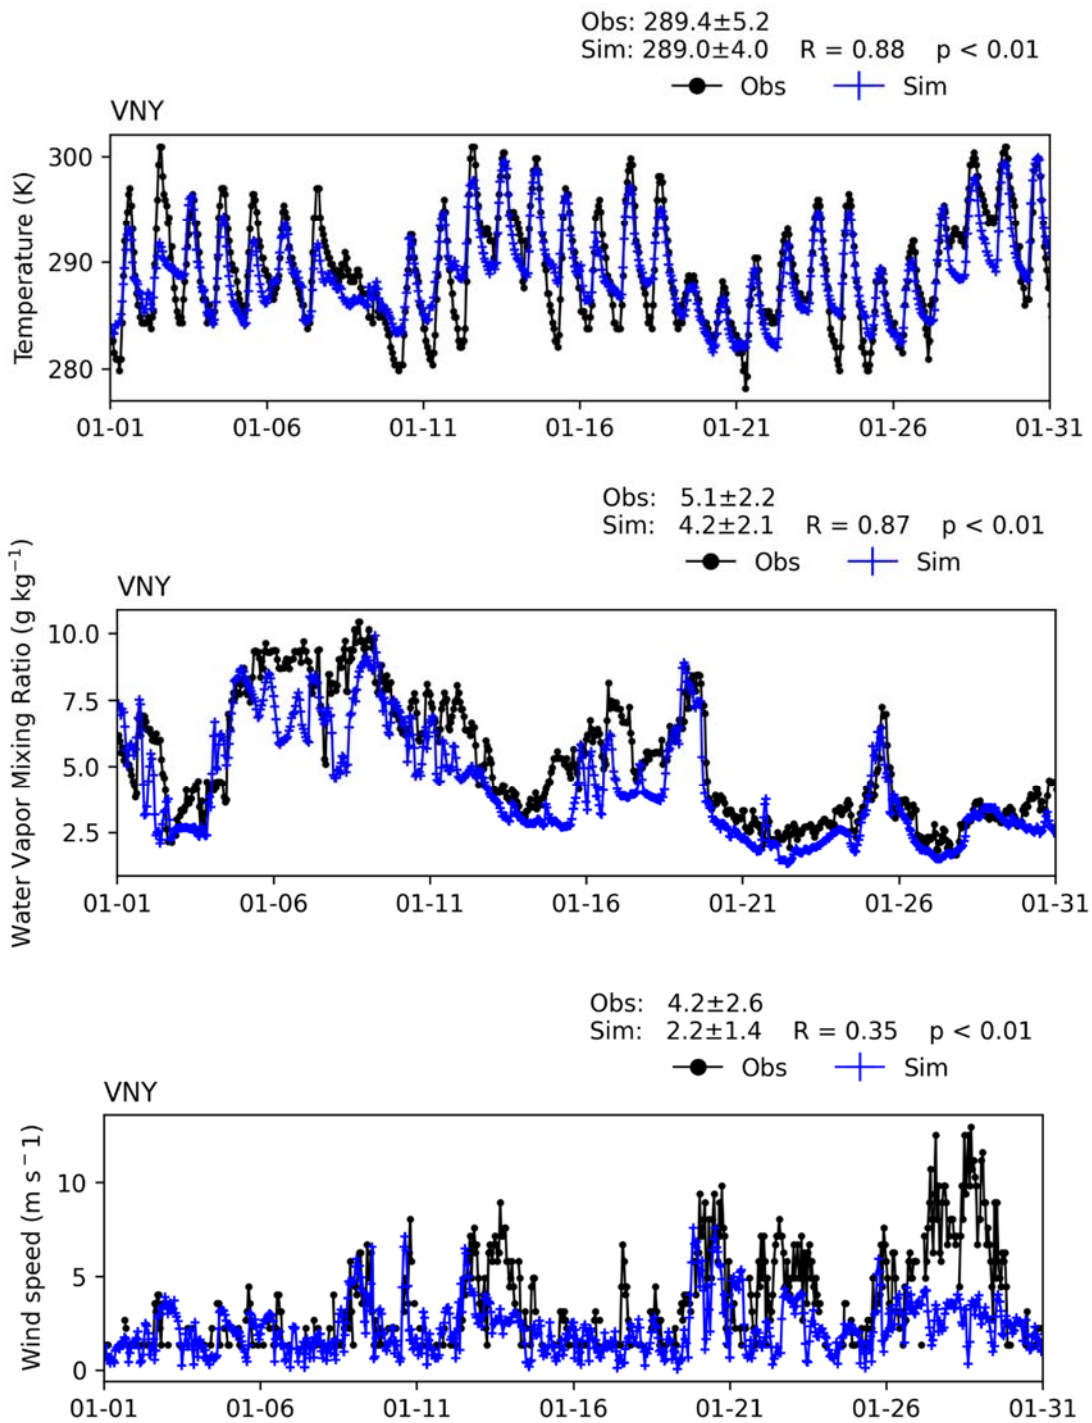 Obs: 289.4±5.2
Sim: 289.0±4.0 R = 0.88 p < 0.01
Obs Sim
VNY
Temperature (K)
300
290
280
01-01 01-06 01-11 01-16 01-21 01-26 01-31
Obs: 5.1±2.2
Sim: 4.2±2.1 R = 0.87 p < 0.01
Obs Sim
VNY
Water Vapor Mixing Ratio (g kg⁻¹)
10.0
7.5
5.0
2.5
01-01 01-06 01-11 01-16 01-21 01-26 01-31
Obs: 4.2±2.6
Sim: 2.2±1.4 R = 0.35 p < 0.01
Obs Sim
VNY
Wind speed (m s −1)
10
5
0
01-01 01-06 01-11 01-16 01-21 01-26 01-31